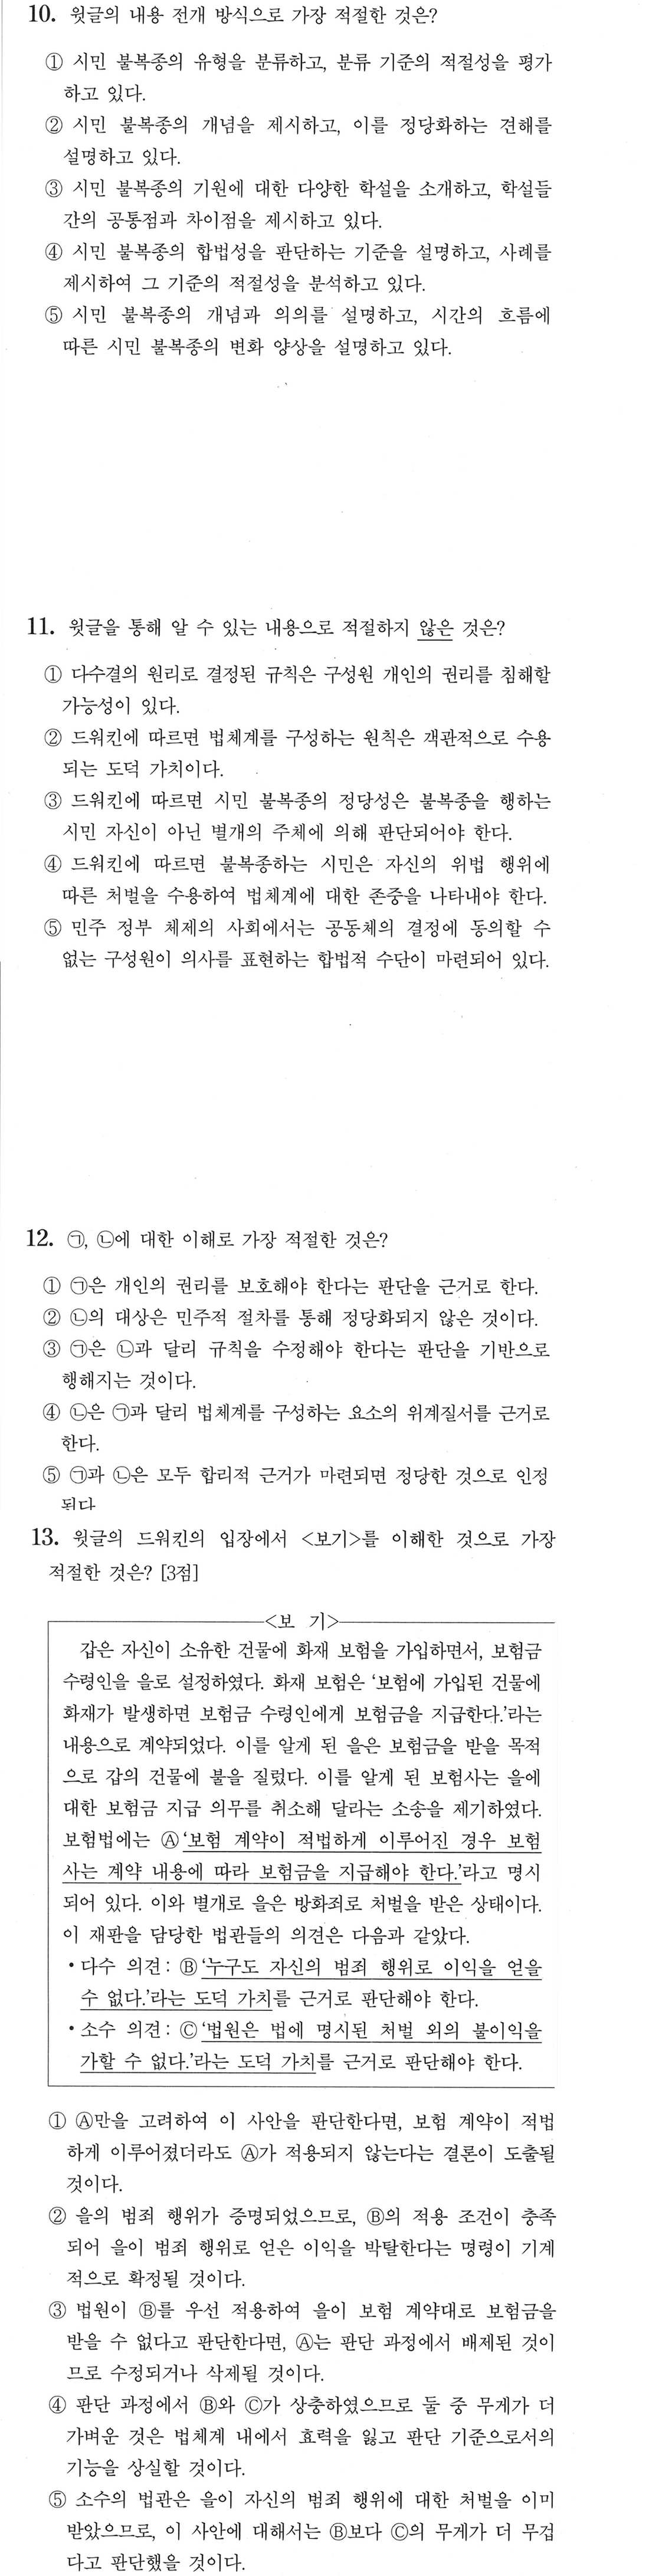 10. 윗글의 내용 전개 방식으로 가장 적절한 것은?
① 시민 불복종의 유형을 분류하고, 분류 기준의 적절성을 평가
하고 있다.
② 시민 불복종의 개념을 제시하고, 이를 정당화하는 견해를
설명하고 있다.
③ 시민 불복종의 기원에 대한 다양한 학설을 소개하고, 학설들
간의 공통점과 차이점을 제시하고 있다.
④ 시민 불복종의 합법성을 판단하는 기준을 설명하고, 사례를
제시하여 그 기준의 적절성을 분석하고 있다.
⑤ 시민 불복종의 개념과 의의를 설명하고, 시간의 흐름에
따른 시민 불복종의 변화 양상을 설명하고 있다.
11. 윗글을 통해 알 수 있는 내용으로 적절하지 않은 것은?
① 다수결의 원리로 결정된 규칙은 구성원 개인의 권리를 침해할
가능성이 있다.
② 드워킨에 따르면 법체계를 구성하는 원칙은 객관적으로 수용
되는 도덕 가치이다.
③ 드워킨에 따르면 시민 불복종의 정당성은 불복종을 행하는
시민 자신이 아닌 별개의 주체에 의해 판단되어야 한다.
④ 드워킨에 따르면 불복종하는 시민은 자신의 위법 행위에
따른 처벌을 수용하여 법체계에 대한 존중을 나타내야 한다.
⑤ 민주 정부 체제의 사회에서는 공동체의 결정에 동의할 수
없는 구성원이 의사를 표현하는 합법적 수단이 마련되어 있다.
12. ㉠, ㉡에 대한 이해로 가장 적절한 것은?
① ㉠은 개인의 권리를 보호해야 한다는 판단을 근거로 한다.
② ㉡의 대상은 민주적 절차를 통해 정당화되지 않은 것이다.
③ ㉠은 ㉡과 달리 규칙을 수정해야 한다는 판단을 기반으로
행해지는 것이다.
④ ㉡은 ㉠과 달리 법체계를 구성하는 요소의 위계질서를 근거로
한다.
⑤ ㉠과 ㉡은 모두 합리적 근거가 마련되면 정당한 것으로 인정
된다
13. 윗글의 드워킨의 입장에서 <보기>를 이해한 것으로 가장
적절한 것은? [3점]
<보 기>
갑은 자신이 소유한 건물에 화재 보험을 가입하면서, 보험금
수령인을 을로 설정하였다. 화재 보험은 ‘보험에 가입된 건물에
화재가 발생하면 보험금 수령인에게 보험금을 지급한다.’라는
내용으로 계약되었다. 이를 알게 된 을은 보험금을 받을 목적
으로 갑의 건물에 불을 질렀다. 이를 알게 된 보험사는 을에
대한 보험금 지급 의무를 취소해 달라는 소송을 제기하였다.
보험법에는 Ⓐ‘보험 계약이 적법하게 이루어진 경우 보험
사는 계약 내용에 따라 보험금을 지급해야 한다.’라고 명시
되어 있다. 이와 별개로 을은 방화죄로 처벌을 받은 상태이다.
이 재판을 담당한 법관들의 의견은 다음과 같았다.
• 다수 의견: Ⓑ‘누구도 자신의 범죄 행위로 이익을 얻을
수 없다.’라는 도덕 가치를 근거로 판단해야 한다.
• 소수 의견: Ⓒ‘법원은 법에 명시된 처벌 외의 불이익을
가할 수 없다.’라는 도덕 가치를 근거로 판단해야 한다.
① Ⓐ만을 고려하여 이 사안을 판단한다면, 보험 계약이 적법
하게 이루어졌더라도 Ⓐ가 적용되지 않는다는 결론이 도출될
것이다.
② 을의 범죄 행위가 증명되었으므로, Ⓑ의 적용 조건이 충족
되어 을이 범죄 행위로 얻은 이익을 박탈한다는 명령이 기계
적으로 확정될 것이다.
③ 법원이 Ⓑ를 우선 적용하여 을이 보험 계약대로 보험금을
받을 수 없다고 판단한다면, Ⓐ는 판단 과정에서 배제된 것이
므로 수정되거나 삭제될 것이다.
④ 판단 과정에서 Ⓑ와 Ⓒ가 상충하였으므로 둘 중 무게가 더
가벼운 것은 법체계 내에서 효력을 잃고 판단 기준으로서의
기능을 상실할 것이다.
⑤ 소수의 법관은 을이 자신의 범죄 행위에 대한 처벌을 이미
받았으므로, 이 사안에 대해서는 Ⓑ보다 Ⓒ의 무게가 더 무겁
다고 판단했을 것이다.